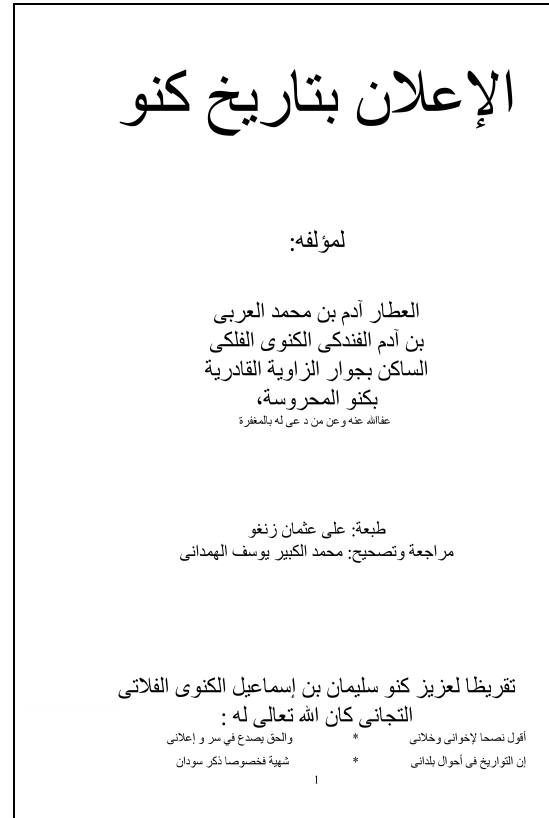 الإعلان بتاريخ كنو
لمؤلفه:
العطار آدم بن محمد العربى
بن آدم الفندكى الكنوى الفلكى
الساكن بجوار الزاوية القادرية
بكنو المحروسة،
عفاالله عنه وعن من د عى له بالمغفرة
طبعة: على عثمان زنغو
مراجعة وتصحيح: محمد الكبير يوسف الهمدانى
تقريظا لعزيز كنو سليمان بن إسماعيل الكنوى الفلاتى
التجانى كان الله تعالى له :
أقول نصحا لإخوانى وخلانى * والحق يصدع في سر و إعلانى
إن التواريخ فى أحوال بلدانى * شهية فخصوصا ذكر سودان
1